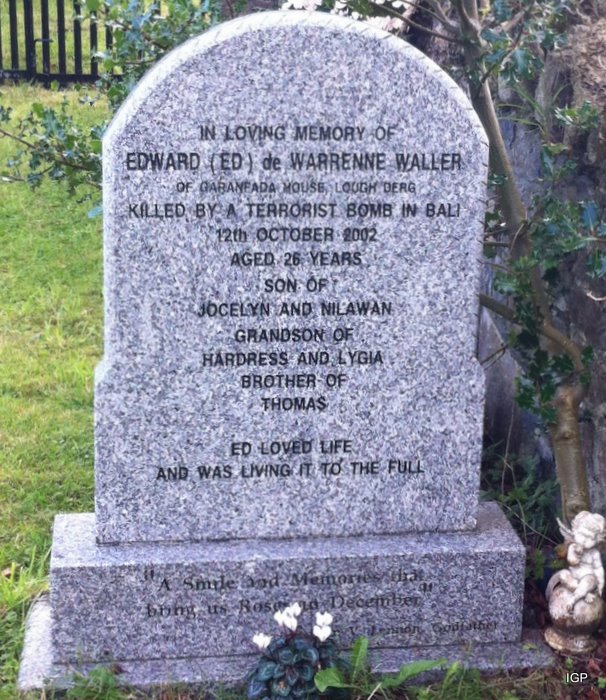 IN LOVING MEMORY OF
EDWARD (ED) de WARRENNE WALLER
OF GARANFADA HOUSE, LOUGH DERG
KILLED BY A TERRORIST BOMB IN BALI
12th OCTOBER 2002
AGED 26 YEARS
SON OF
JOCELYN AND NILAWAN
GRANDSON OF
HARDRESS AND LYGIA
BROTHER OF
THOMAS
ED LOVED LIFE
AND WAS LIVING IT TO THE FULL
"A Smile and Memories that
bring us Roses in December"
Lennon, Godfather
IGP